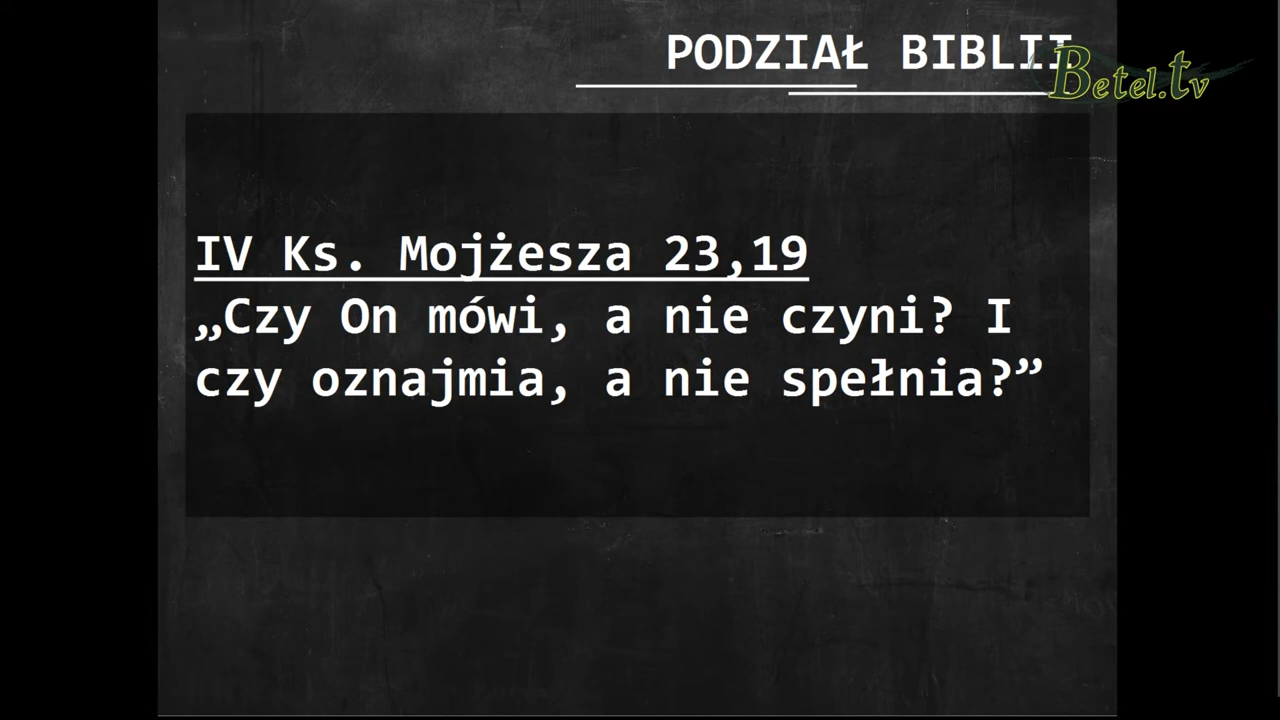 PODZIAŁ BIBLII
Betel.tv
IV Ks. Mojżesza 23,19
„Czy On mówi, a nie czyni? I
czy oznajmia, a nie spełnia?”